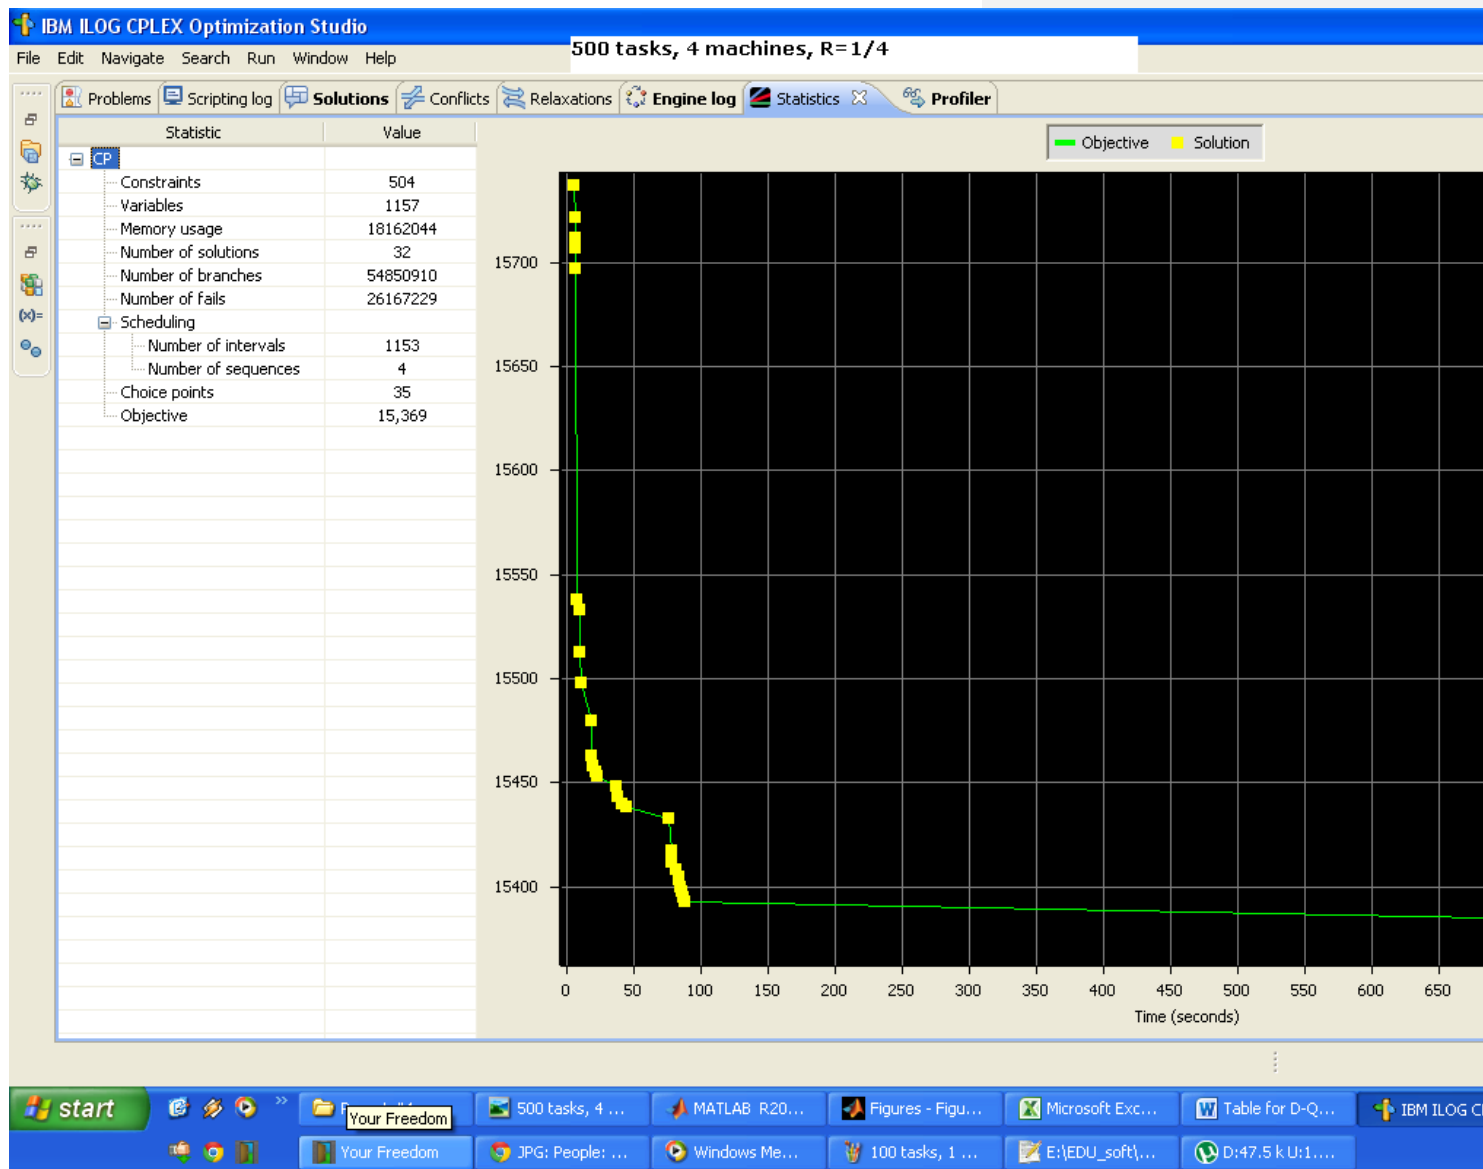 IBM ILOG CPLEX Optimization Studio
File Edit Navigate Search Run Window Help
500 tasks, 4 machines, R=1/4
Problems Scripting log Solutions Conflicts Relaxations Engine log Statistics Profiler
Statistic Value
Objective Solution
CP
Constraints 504
Variables 1157
Memory usage 18162044
Number of solutions 32
Number of branches 54850910
Number of fails 26167229
Scheduling
Number of intervals 1153
Number of sequences 4
Choice points 35
Objective 15,369
(x)=
15700
15650
15600
15550
15500
15450
15400
0 50 100 150 200 250 300 350 400 450 500 550 600 650
Time (seconds)
start
Your Freedom
500 tasks, 4 ...
MATLAB R20...
Figures - Figu...
Microsoft Exc...
Table for D-Q...
IBM ILOG C
Your Freedom
JPG: People: ...
Windows Me...
100 tasks, 1 ...
E:\EDU_soft\...
D:47.5 k U:1....